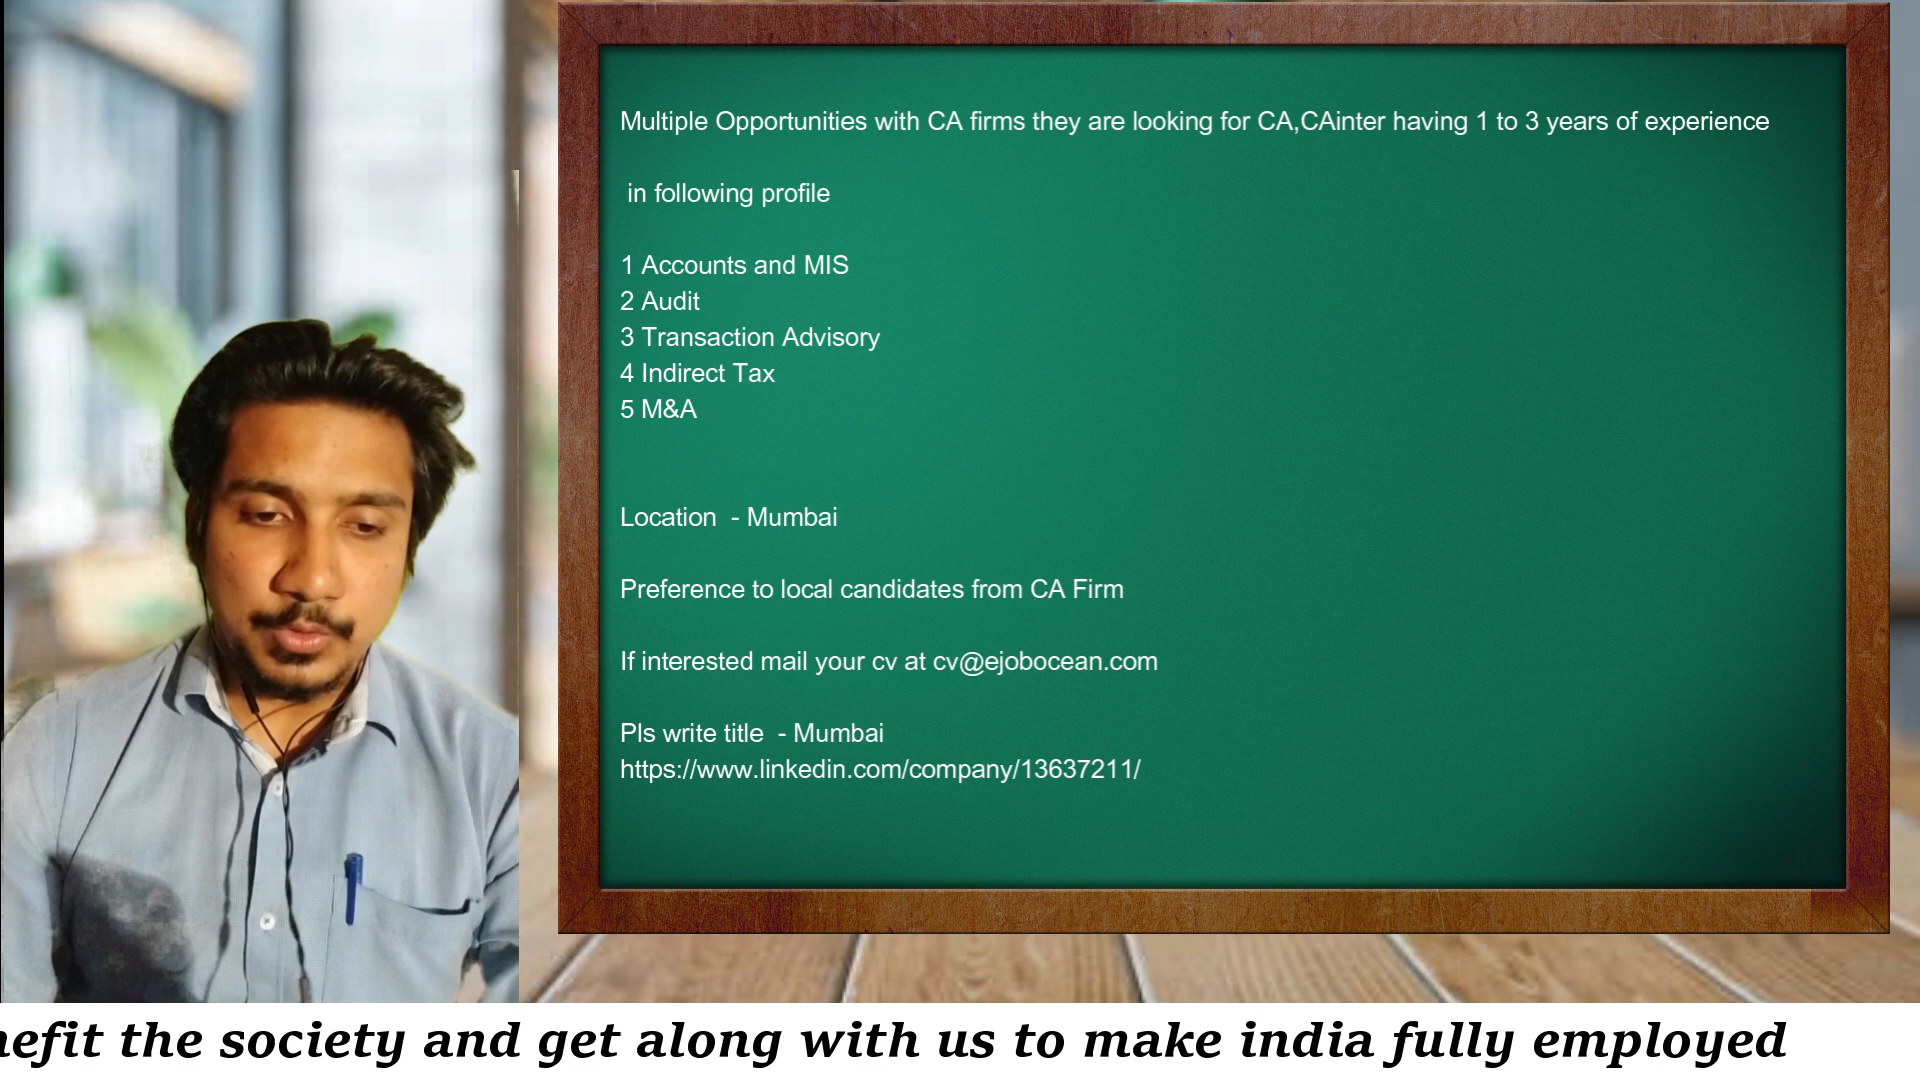 Multiple Opportunities with CA firms they are looking for CA,CAinter having 1 to 3 years of experience
in following profile
1 Accounts and MIS
2 Audit
3 Transaction Advisory
4 Indirect Tax
5 M&A
Location  - Mumbai
Preference to local candidates from CA Firm
If interested mail your cv at cv@ejobocean.com
Pls write title  - Mumbai
https://www.linkedin.com/company/13637211/
the society and get along with us to make india fully employed